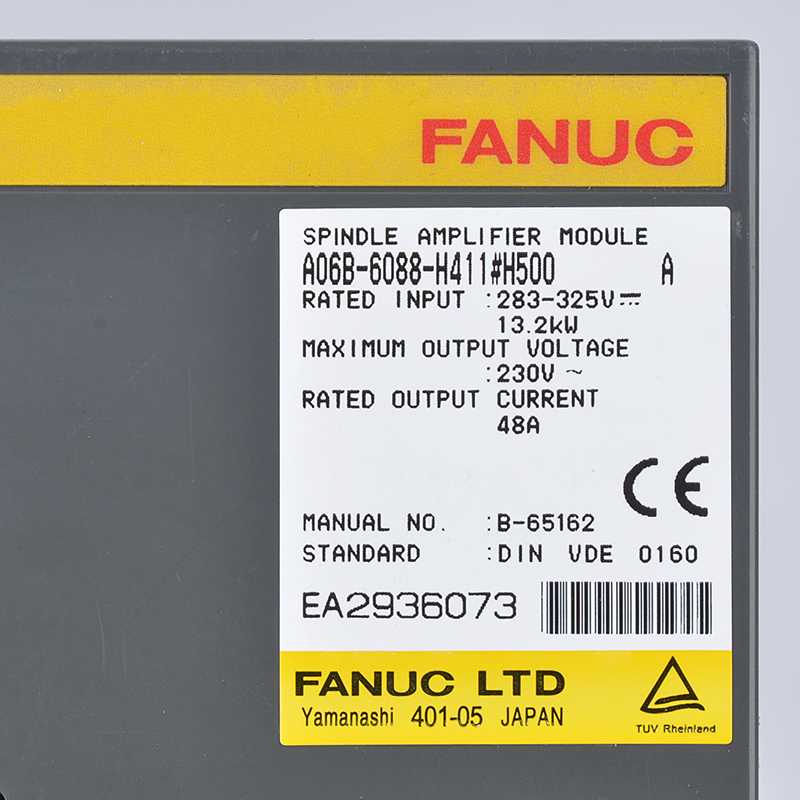 FANUC
SPINDLE AMPLIFIER MODULE
A06B-6088-H411#H500 A
RATED INPUT :283-325V⎓
13.2kW
MAXIMUM OUTPUT VOLTAGE
:230V ~
RATED OUTPUT CURRENT
48A
CE
MANUAL NO. :B-65162
STANDARD :DIN VDE 0160
EA2936073
FANUC LTD
Yamanashi 401-05 JAPAN
TUV Rheinland